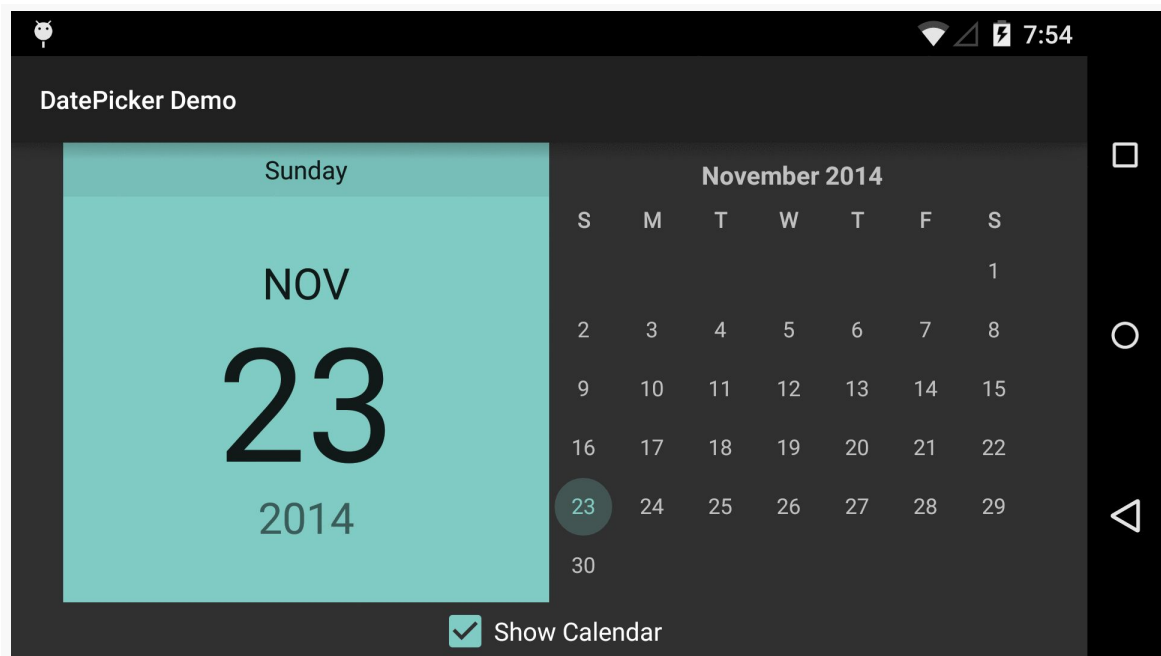 7:54
DatePicker Demo
Sunday
NOV
23
2014
November 2014
S M T W T F S
1
2 3 4 5 6 7 8
9 10 11 12 13 14 15
16 17 18 19 20 21 22
23 24 25 26 27 28 29
30
Show Calendar